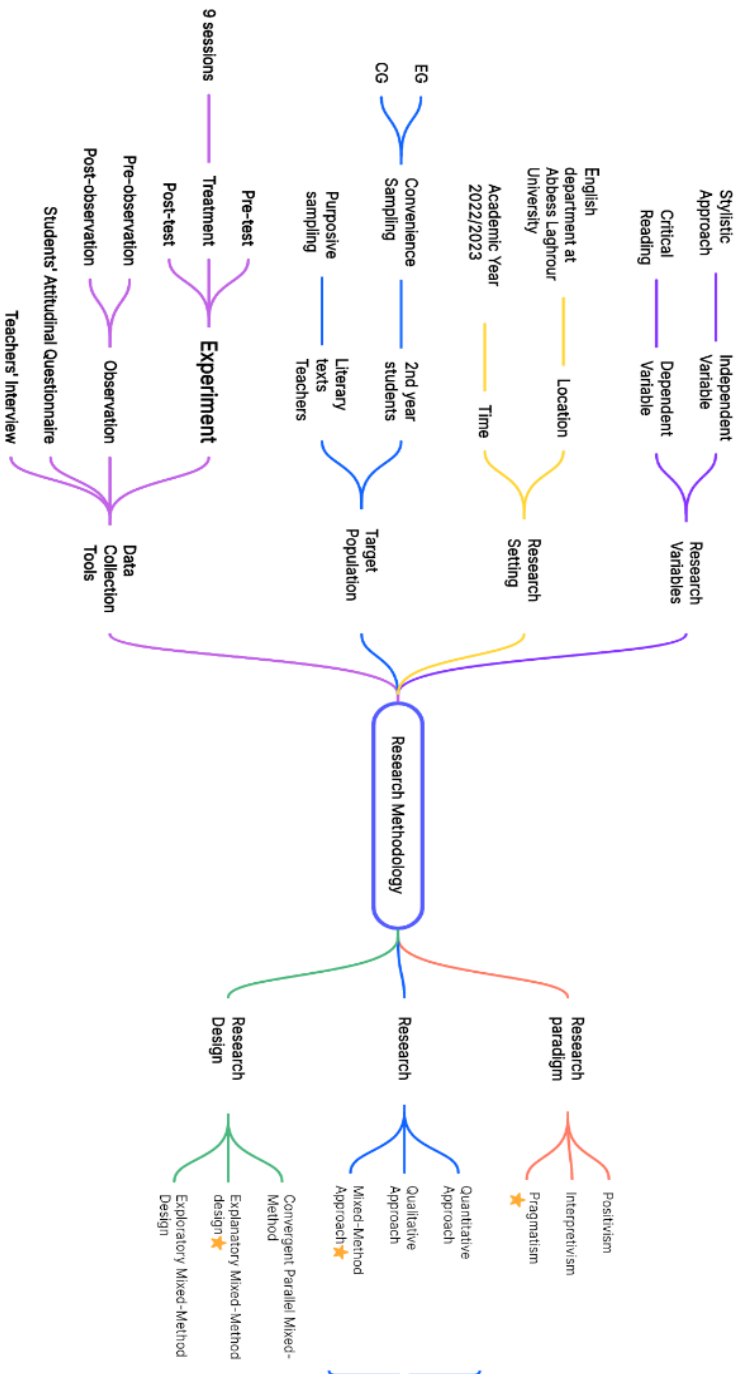 Stylistic
Approach
Independent
Variable
Critical
Reading
Dependent
Variable
Research
Variables
English
department at
Abbess Laghrour
University
Location
Academic Year
2022/2023
Time
Research
Setting
EG
CG
Convenience
Sampling
2nd year
students
Purposive
sampling
Literary
texts
Teachers
Target
Population
9 sessions
Pre-test
Treatment
Post-test
Experiment
Pre-observation
Post-observation
Observation
Students' Attitudinal Questionnaire
Teachers' Interview
Data
Collection
Tools
Research Methodology
Research
paradigm
Positivism
Interpretivism
Pragmatism
Research
Quantitative
Approach
Qualitative
Approach
Mixed-Method
Approach
Research
Design
Convergent Parallel Mixed-
Method
Explanatory Mixed-Method
design
Exploratory Mixed-Method
Design